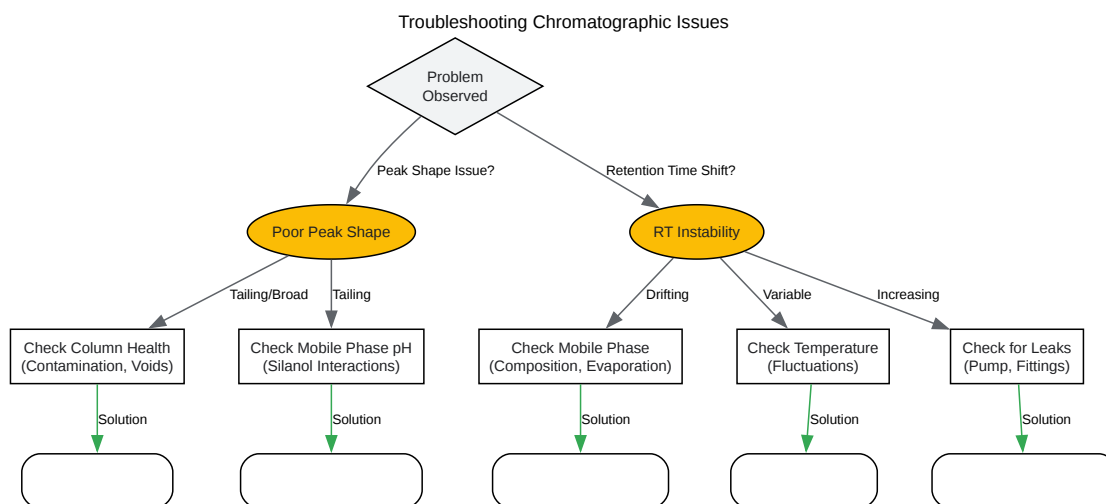 Troubleshooting Chromatographic Issues
Problem
Observed
Peak Shape Issue?
Retention Time Shift?
Poor Peak Shape
RT Instability
Tailing/Broad
Tailing
Drifting
Variable
Increasing
Check Column Health
(Contamination, Voids)
Check Mobile Phase pH
(Silanol Interactions)
Check Mobile Phase
(Composition, Evaporation)
Check Temperature
(Fluctuations)
Check for Leaks
(Pump, Fittings)
Solution
Solution
Solution
Solution
Solution